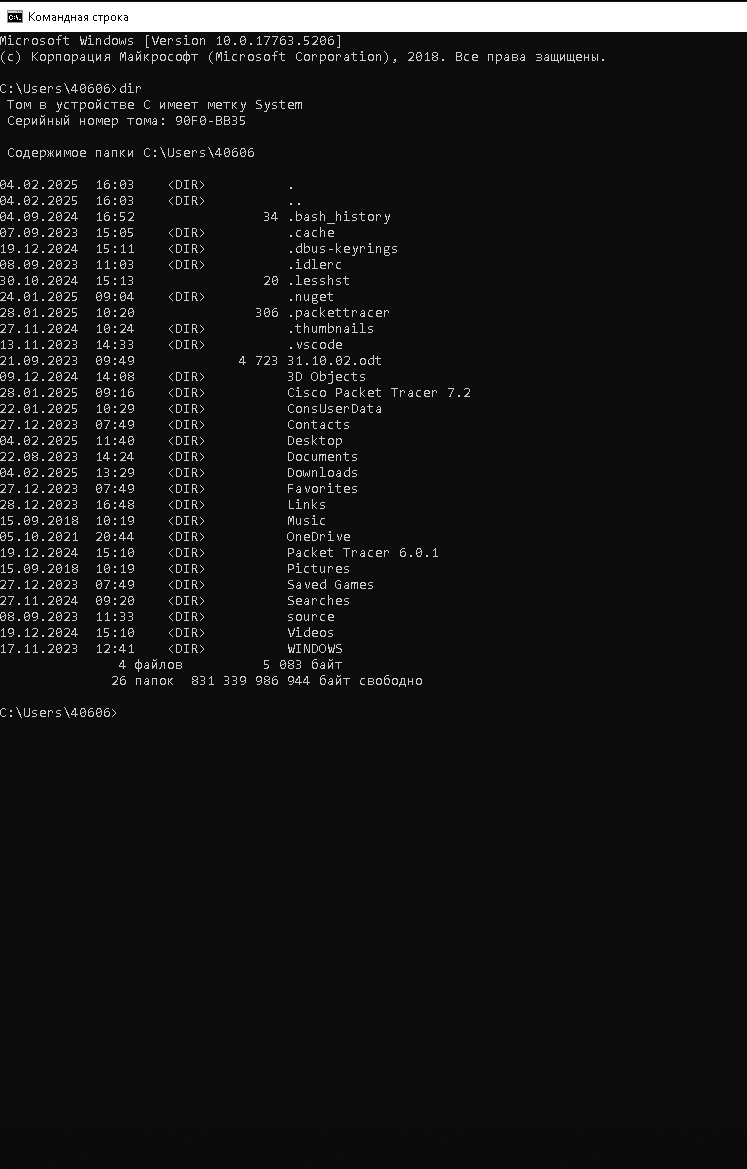 Командная строка
Microsoft Windows [Version 10.0.17763.5206]
(c) Корпорация Майкрософт (Microsoft Corporation), 2018. Все права защищены.
C:\Users\40606>dir
Том в устройстве C имеет метку System
Серийный номер тома: 90F0-BB35
Содержимое папки C:\Users\40606
04.02.2025  16:03    <DIR>          .
04.02.2025  16:03    <DIR>          ..
04.09.2024  16:52                34 .bash_history
07.09.2023  15:05    <DIR>          .cache
19.12.2024  15:11    <DIR>          .dbus-keyrings
08.09.2023  11:03    <DIR>          .idlerc
30.10.2024  15:13                20 .lesshst
24.01.2025  09:04    <DIR>          .nuget
28.01.2025  10:20               306 .packettracer
27.11.2024  10:24    <DIR>          .thumbnails
13.11.2023  14:33    <DIR>          .vscode
21.09.2023  09:49             4 723 31.10.02.odt
09.12.2024  14:08    <DIR>          3D Objects
28.01.2025  09:16    <DIR>          Cisco Packet Tracer 7.2
22.01.2025  10:29    <DIR>          ConsUserData
27.12.2023  07:49    <DIR>          Contacts
04.02.2025  11:40    <DIR>          Desktop
22.08.2023  14:24    <DIR>          Documents
04.02.2025  13:29    <DIR>          Downloads
27.12.2023  07:49    <DIR>          Favorites
28.12.2023  16:48    <DIR>          Links
15.09.2018  10:19    <DIR>          Music
05.10.2021  20:44    <DIR>          OneDrive
19.12.2024  15:10    <DIR>          Packet Tracer 6.0.1
15.09.2018  10:19    <DIR>          Pictures
27.12.2023  07:49    <DIR>          Saved Games
27.11.2024  09:20    <DIR>          Searches
08.09.2023  11:33    <DIR>          source
19.12.2024  15:10    <DIR>          Videos
17.11.2023  12:41    <DIR>          WINDOWS
4 файлов          5 083 байт
26 папок  831 339 986 944 байт свободно
C:\Users\40606>